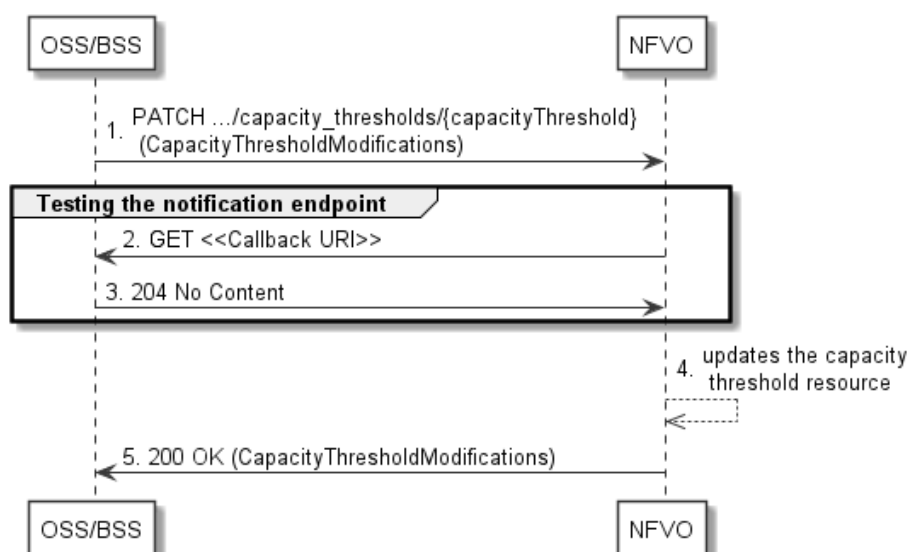 OSS/BSS
NFVO
1. PATCH .../capacity_thresholds/{capacityThreshold}
(CapacityThresholdModifications)
Testing the notification endpoint
2. GET <<Callback URI>>
3. 204 No Content
4. updates the capacity
threshold resource
5. 200 OK (CapacityThresholdModifications)
OSS/BSS
NFVO